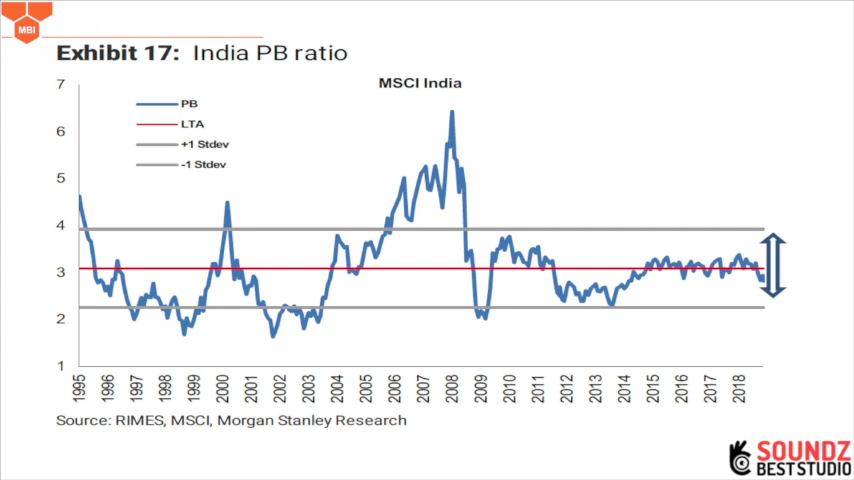 MBI
Exhibit 17: India PB ratio
MSCI India
PB
LTA
+1 Stdev
-1 Stdev
7
6
5
4
3
2
1
1995 1996 1997 1998 1999 2000 2001 2002 2003 2004 2005 2006 2007 2008 2009 2010 2011 2012 2013 2014 2015 2016 2017 2018
Source: RIMES, MSCI, Morgan Stanley Research
SOUNDZ
BEST STUDIO